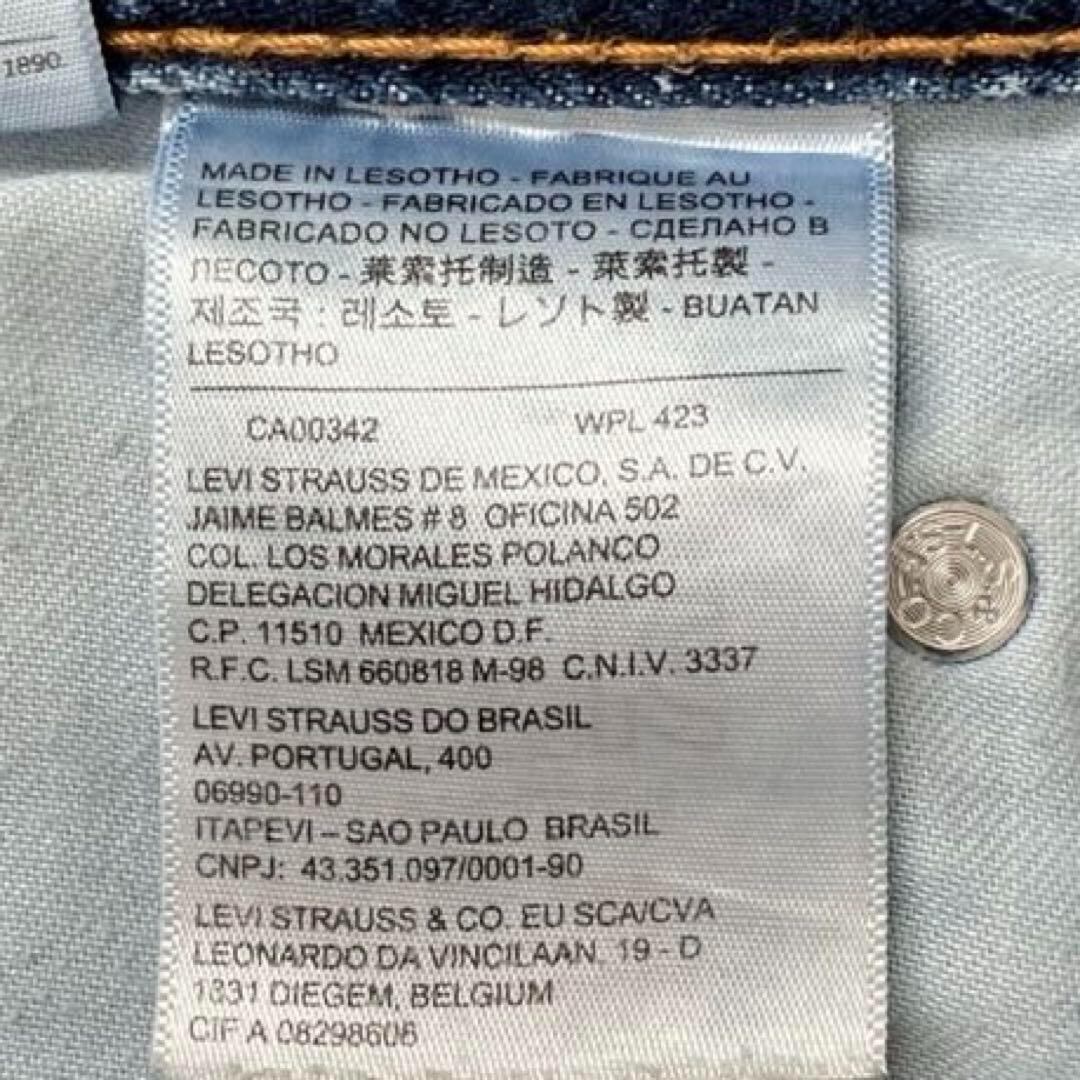 1890
MADE IN LESOTHO - FABRIQUE AU
LESOTHO - FABRICADO EN LESOTHO -
FABRICADO NO LESOTO - СДЕЛАНО В
ЛЕСОТО - 莱索托制造 - 萊索托製 -
제조국 : 레소토 - レソト製 - BUATAN
LESOTHO
CA00342 WPL 423
LEVI STRAUSS DE MEXICO, S.A. DE C.V.
JAIME BALMES # 8 OFICINA 502
COL. LOS MORALES POLANCO
DELEGACION MIGUEL HIDALGO
C.P. 11510 MEXICO D.F.
R.F.C. LSM 660818 M-98 C.N.I.V. 3337
LEVI STRAUSS DO BRASIL
AV. PORTUGAL, 400
06990-110
ITAPEVI – SAO PAULO BRASIL
CNPJ: 43.351.097/0001-90
LEVI STRAUSS & CO. EU SCA/CVA
LEONARDO DA VINCILAAN, 19 - D
1831 DIEGEM, BELGIUM
CIF A 08298606